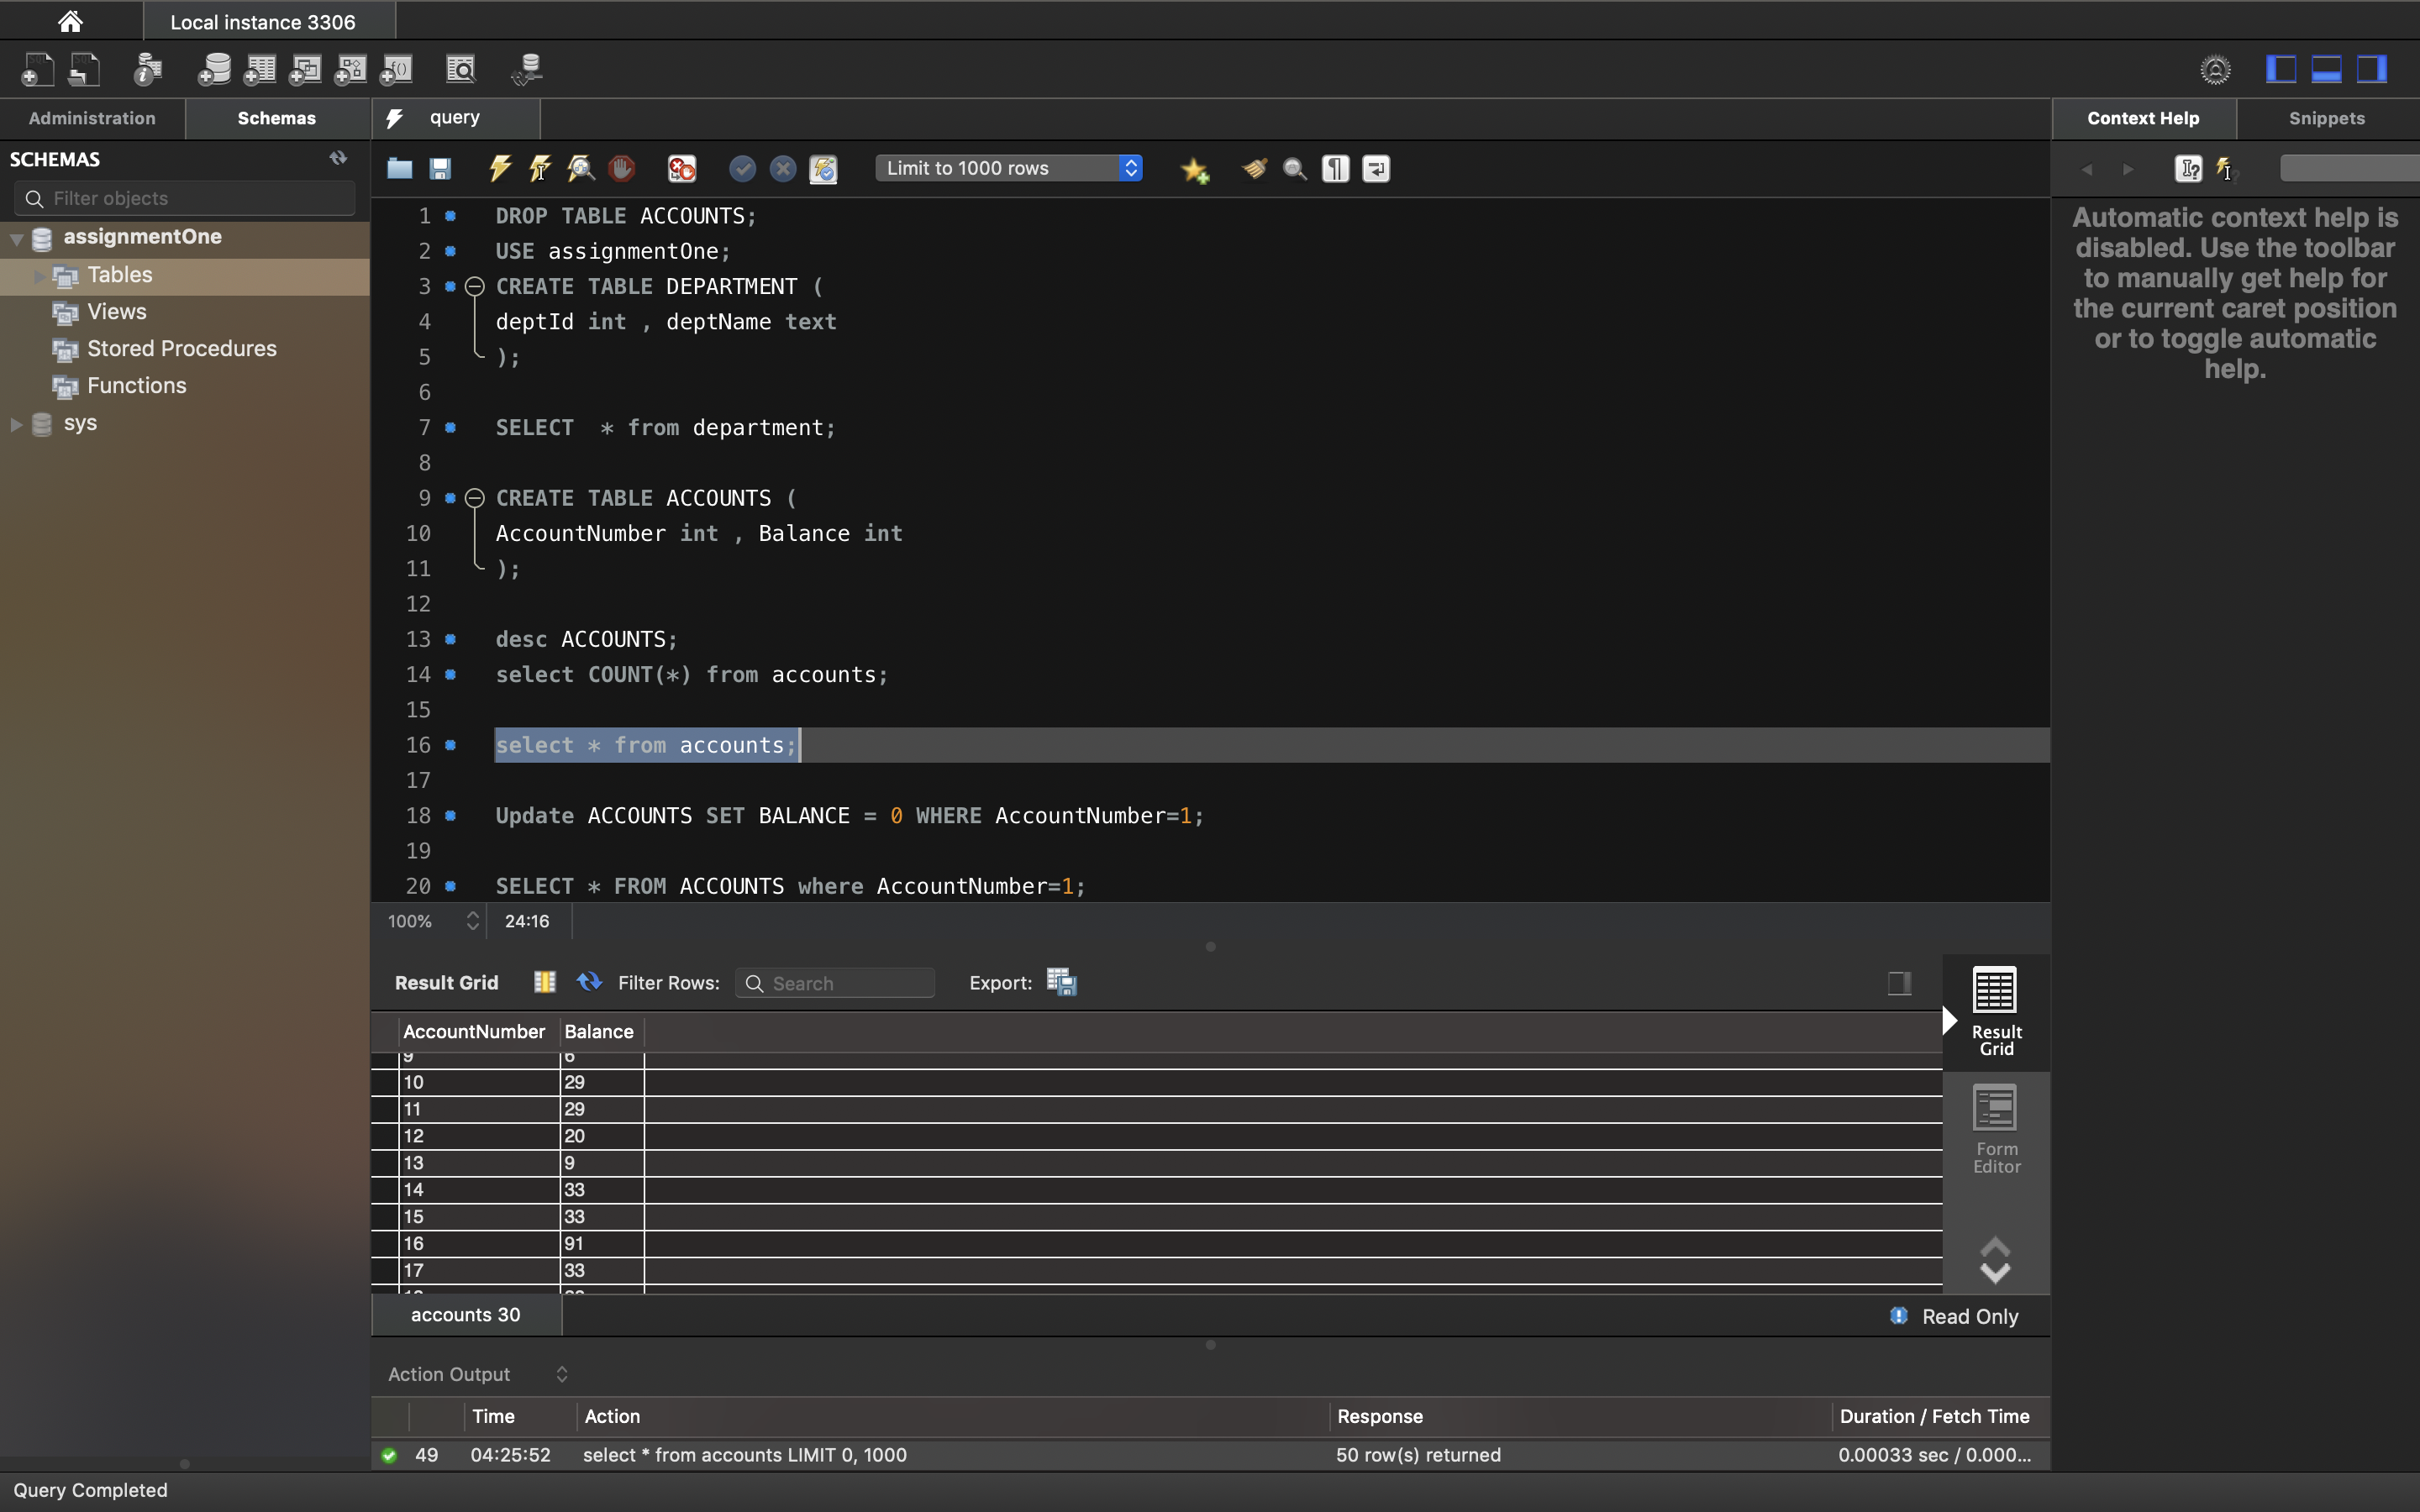 Local instance 3306
Administration Schemas query Context Help Snippets
SCHEMAS
Filter objects
Limit to 1000 rows
assignmentOne
Tables
Views
Stored Procedures
Functions
sys
1 DROP TABLE ACCOUNTS;
2 USE assignmentOne;
3 CREATE TABLE DEPARTMENT (
4 deptId int , deptName text
5 );
6
7 SELECT  * from department;
8
9 CREATE TABLE ACCOUNTS (
10 AccountNumber int , Balance int
11 );
12
13 desc ACCOUNTS;
14 select COUNT(*) from accounts;
15
16 select * from accounts;
17
18 Update ACCOUNTS SET BALANCE = 0 WHERE AccountNumber=1;
19
20 SELECT * FROM ACCOUNTS where AccountNumber=1;
Automatic context help is
disabled. Use the toolbar
to manually get help for
the current caret position
or to toggle automatic
help.
100% 24:16
Result Grid Filter Rows: Search Export:
AccountNumber Balance
9 6
10 29
11 29
12 20
13 9
14 33
15 33
16 91
17 33
Result
Grid
Form
Editor
accounts 30 Read Only
Action Output
Time Action Response Duration / Fetch Time
49 04:25:52 select * from accounts LIMIT 0, 1000 50 row(s) returned 0.00033 sec / 0.000...
Query Completed